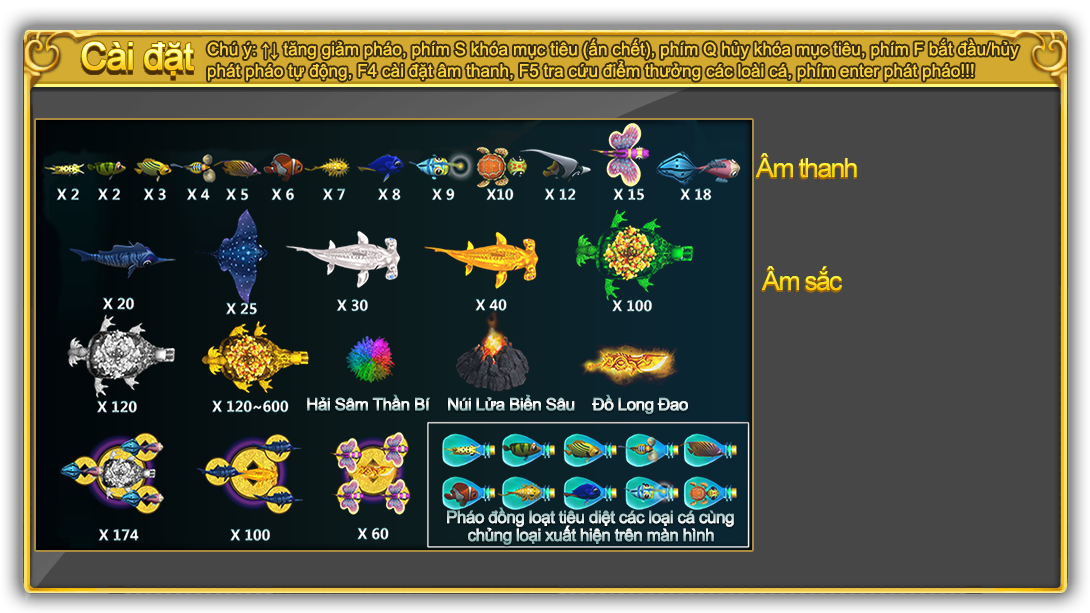 Cài đặt
Chú ý: ↑↓ tăng giảm pháo, phím S khóa mục tiêu (ấn chết), phím Q hủy khóa mục tiêu, phím F bắt đầu/hủy
phát pháo tự động, F4 cài đặt âm thanh, F5 tra cứu điểm thưởng các loài cá, phím enter phát pháo!!!
X 2 X 2 X 3 X 4 X 5 X 6 X 7 X 8 X 9 X10 X 12 X 15 X 18
Âm thanh
Âm sắc
X 20 X 25 X 30 X 40 X 100
X 120 X 120~600 Hải Sâm Thần Bí Núi Lửa Biển Sâu Đồ Long Đao
X 174 X 100 X 60
Pháo đồng loạt tiêu diệt các loại cá cùng
chủng loại xuất hiện trên màn hình